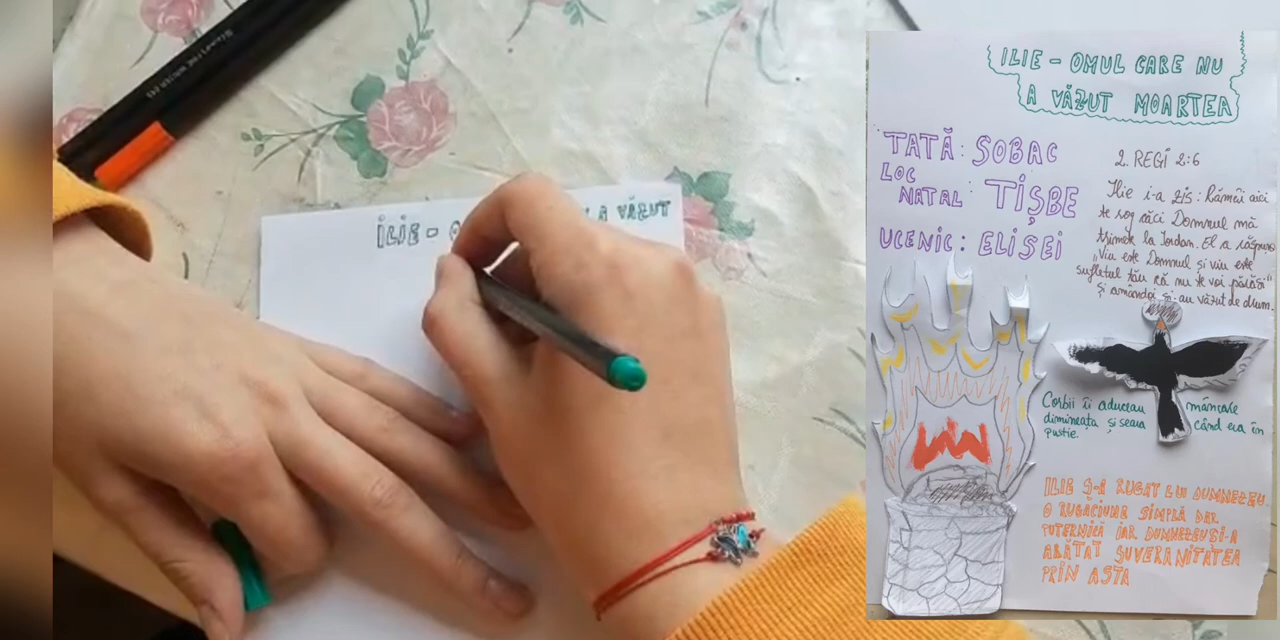 ILIE - O
A VĂZUT
ILIE - OMUL CARE NU
A VĂZUT MOARTEA
TATĂ: SOBAC
LOC
NATAL: TIȘBE
UCENIC: ELISEI
2. REGI 2:6
Ilie i-a zis: Rămâi aici
te rog căci Domnul mă
trimete la Iordan. El a răspuns
"Viu este Domnul și viu este
sufletul tău că nu te voi părăsi"
și amândoi și-au văzut de drum.
Corbii îi aduceau mâncare
dimineața și seara când era în
pustie.
ILIE S-A RUGAT LUI DUMNEZEU
O RUGĂCIUNE SIMPLĂ DAR
PUTERNICĂ IAR DUMNEZEU SI-A
ARĂTAT SUVERANITATEA
PRIN ASTA